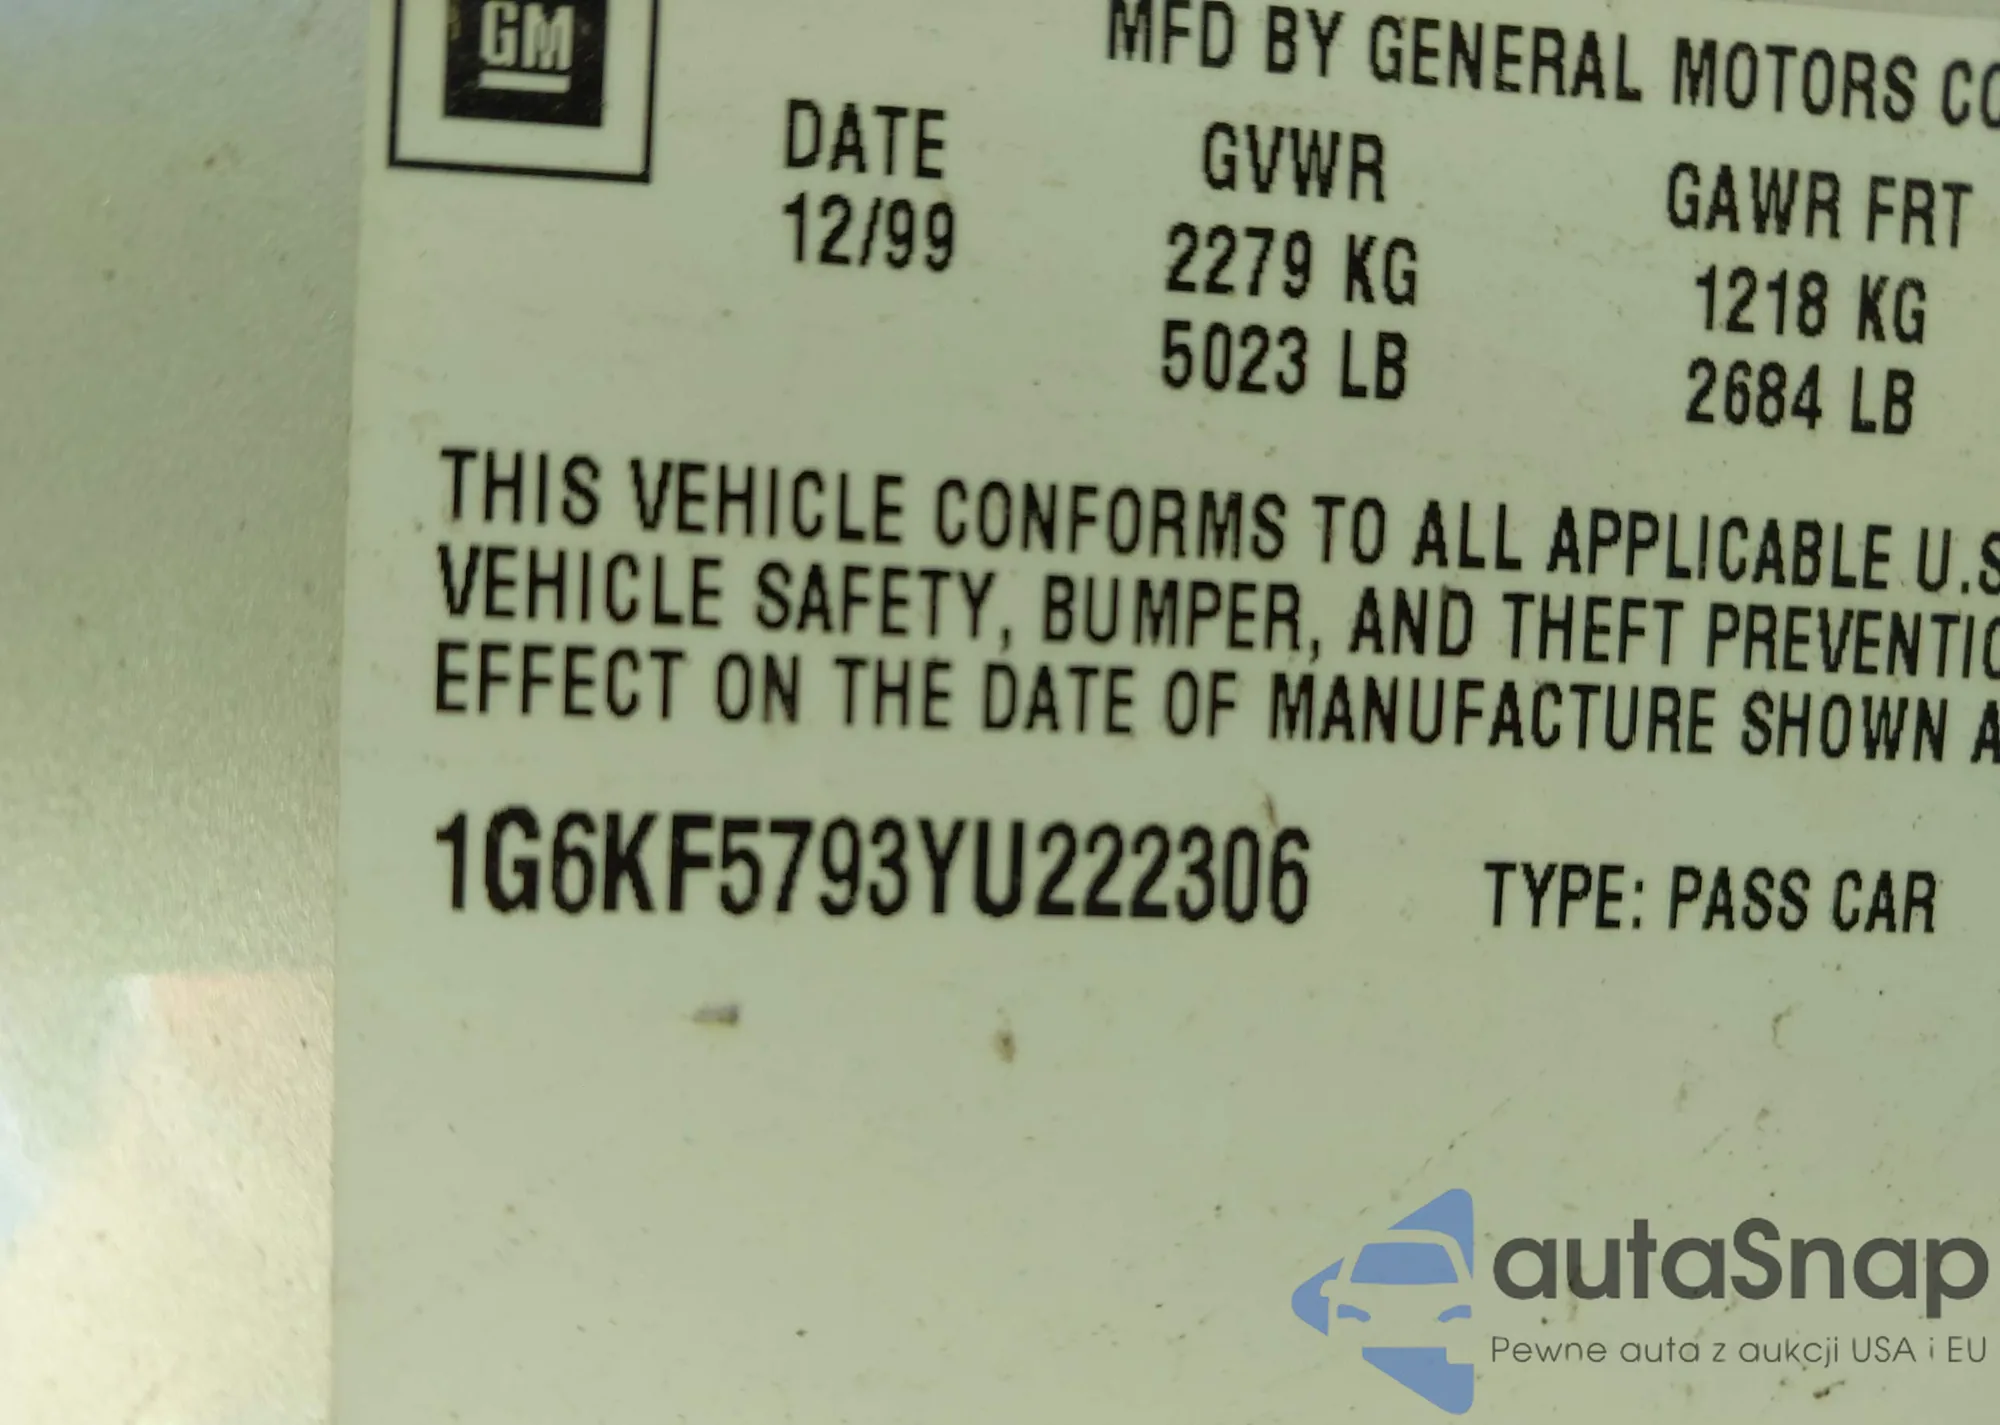 GM
MFD BY GENERAL MOTORS CO
DATE GVWR GAWR FRT
12/99 2279 KG 1218 KG
5023 LB 2684 LB
THIS VEHICLE CONFORMS TO ALL APPLICABLE U.S
VEHICLE SAFETY, BUMPER, AND THEFT PREVENTIO
EFFECT ON THE DATE OF MANUFACTURE SHOWN A
1G6KF5793YU222306 TYPE: PASS CAR
autaSnap
Pewne auta z aukcji USA i EU